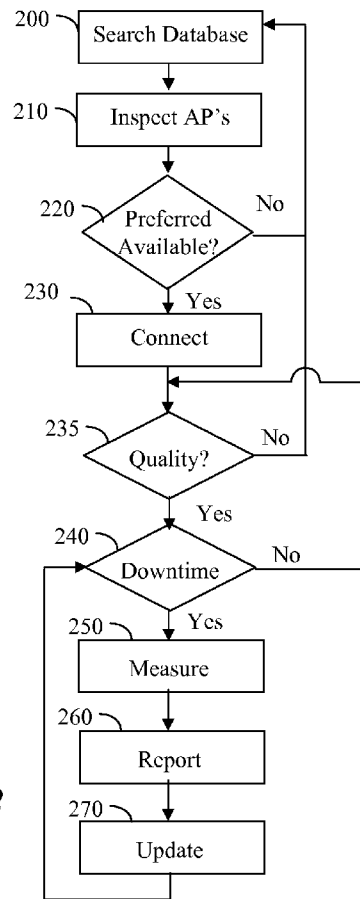 200
Search Database
210
Inspect AP's
220
Preferred
Available?
No
Yes
230
Connect
235
Quality?
No
Yes
240
Downtime
No
Yes
250
Measure
260
Report
270
Update